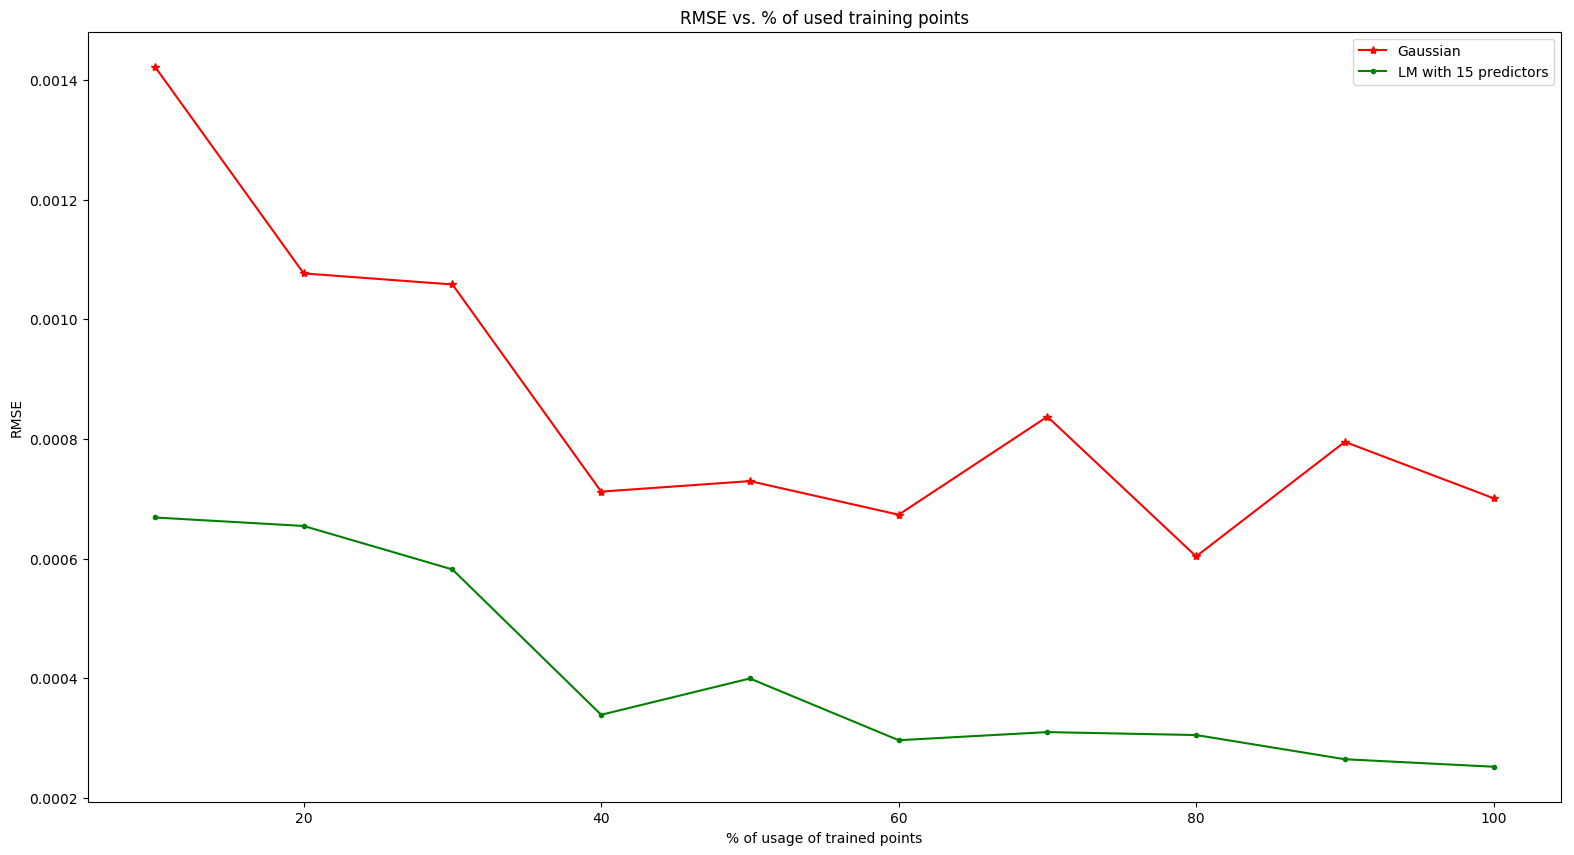 RMSE vs. % of used training points
Gaussian
LM with 15 predictors
0.0014
0.0012
0.0010
0.0008
0.0006
0.0004
0.0002
RMSE
20
40
60
80
100
% of usage of trained points